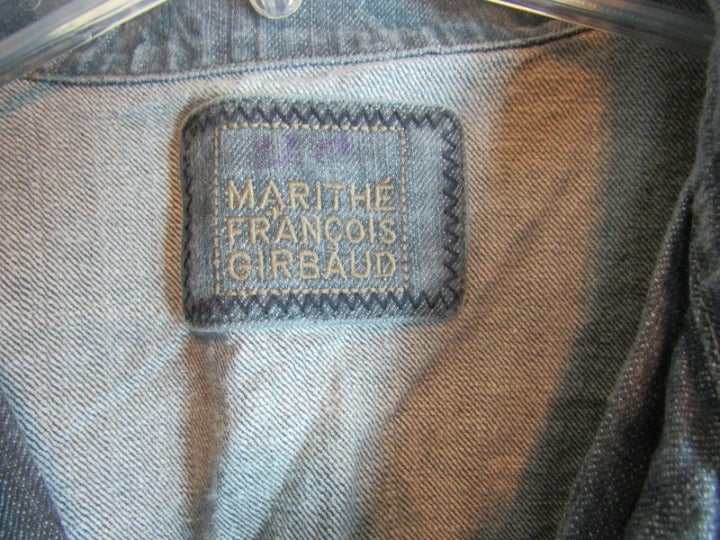 MARITHÉ
+
FRANÇOIS
GIRBAUD